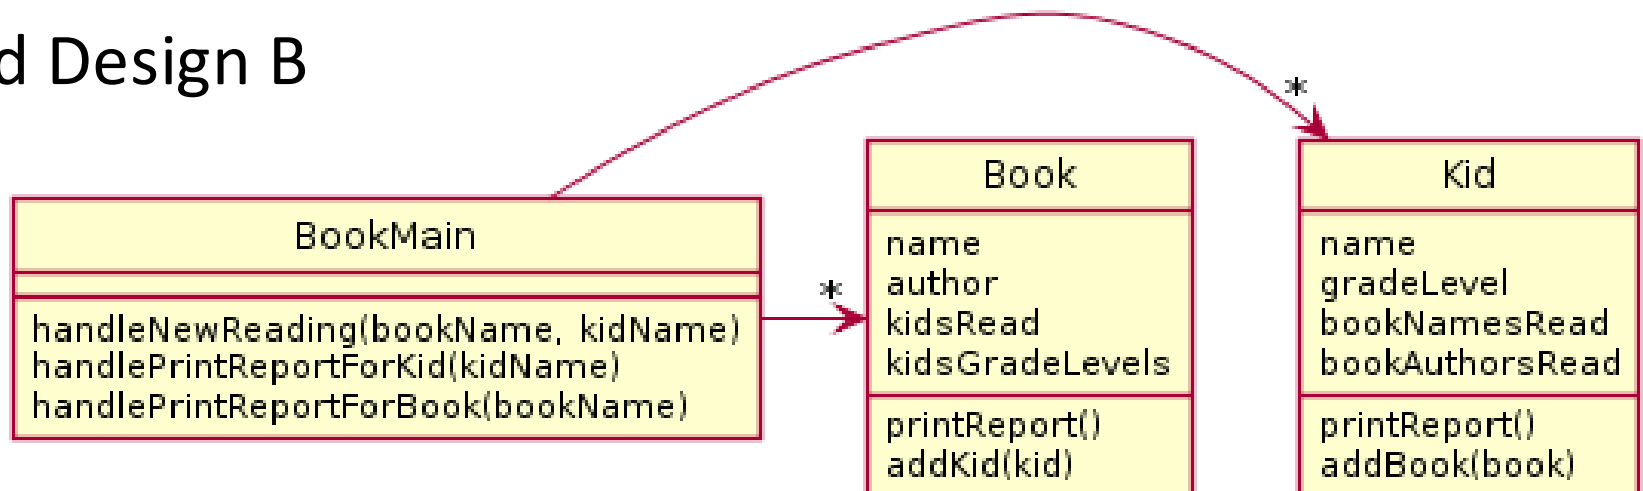 d Design B
*
*
BookMain
handleNewReading(bookName, kidName)
handlePrintReportForKid(kidName)
handlePrintReportForBook(bookName)
Book
name
author
kidsRead
kidsGradeLevels
printReport()
addKid(kid)
Kid
name
gradeLevel
bookNamesRead
bookAuthorsRead
printReport()
addBook(book)